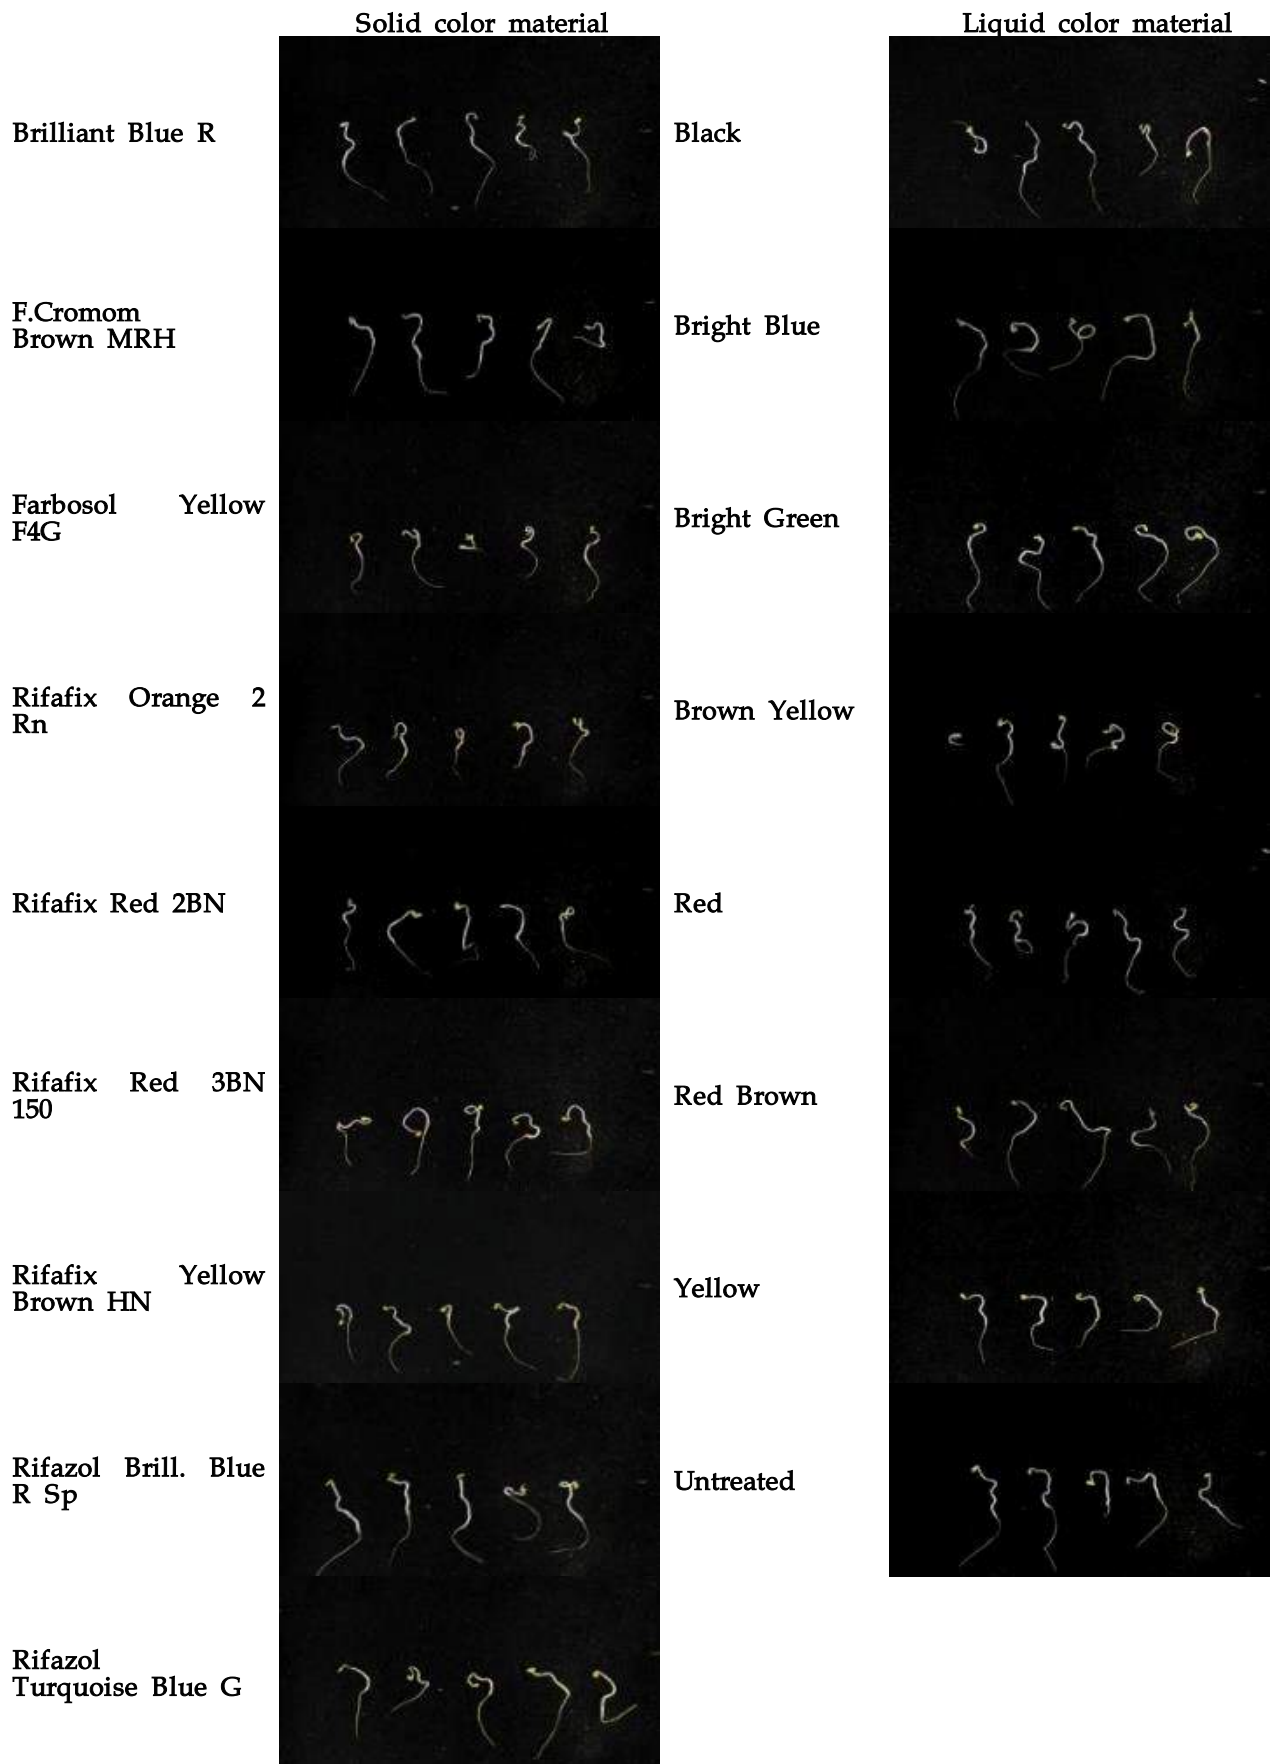 Solid color material
Liquid color material
Brilliant Blue R
Black
F.Cromom
Brown MRH
Bright Blue
Farbosol Yellow
F4G
Bright Green
Rifafix Orange 2
Rn
Brown Yellow
Rifafix Red 2BN
Red
Rifafix Red 3BN
150
Red Brown
Rifafix Yellow
Brown HN
Yellow
Rifazol Brill. Blue
R Sp
Untreated
Rifazol
Turquoise Blue G